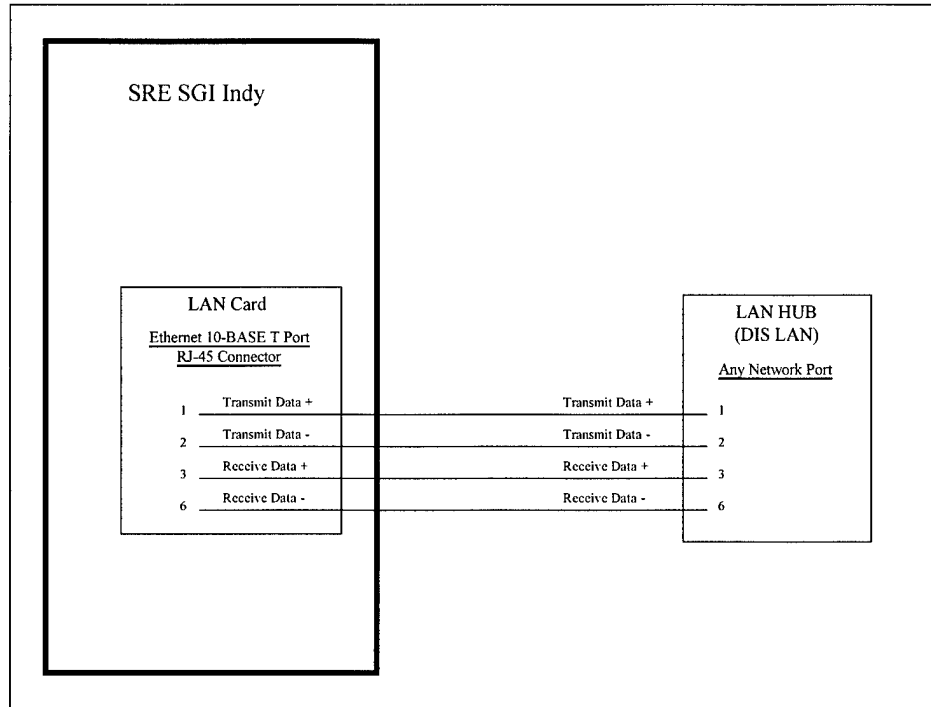 SRE SGI Indy
LAN Card
Ethernet 10-BASE T Port
RJ-45 Connector
1 Transmit Data +
2 Transmit Data -
3 Receive Data +
6 Receive Data -
LAN HUB
(DIS LAN)
Any Network Port
Transmit Data + 1
Transmit Data - 2
Receive Data + 3
Receive Data - 6